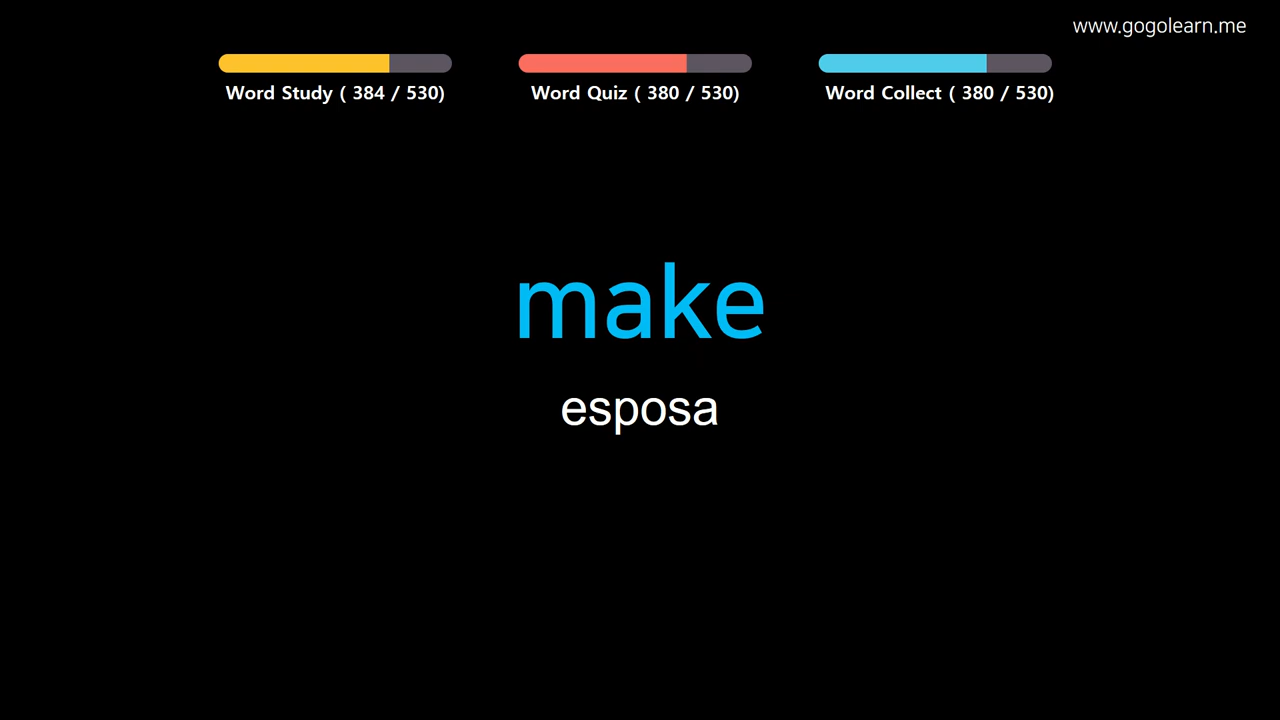 www.gogolearn.me
Word Study ( 384 / 530)
Word Quiz ( 380 / 530)
Word Collect ( 380 / 530)
make
esposa